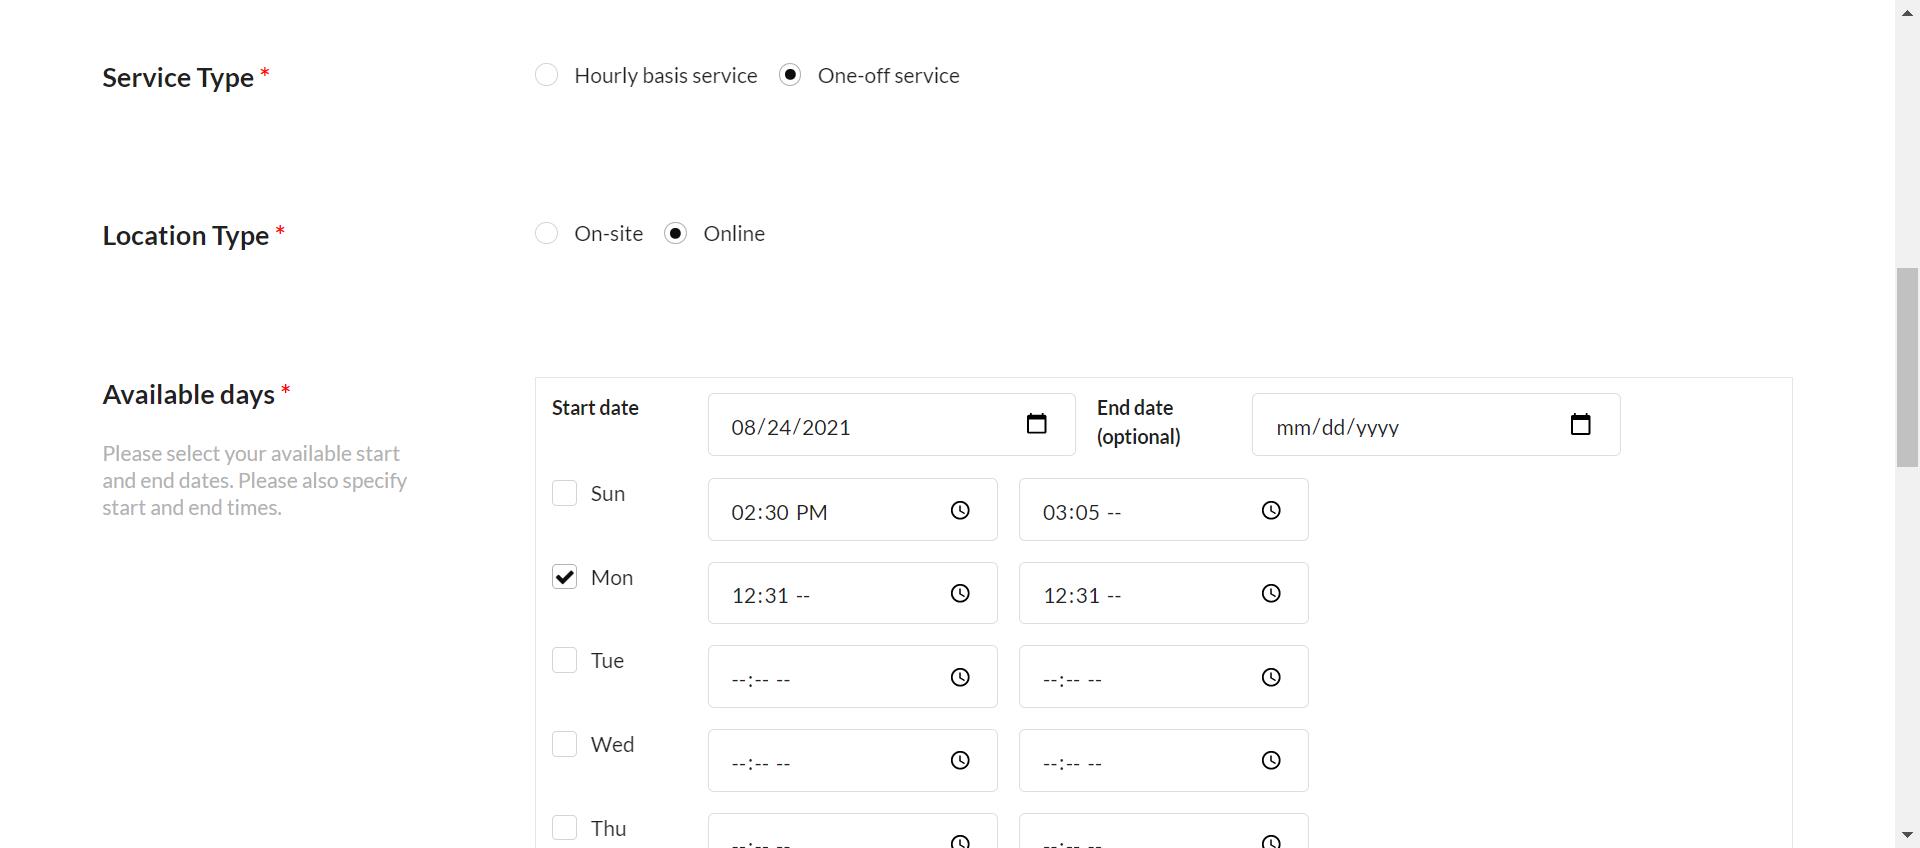 Service Type *
Hourly basis service
One-off service
Location Type *
On-site
Online
Available days *
Please select your available start
and end dates. Please also specify
start and end times.
Start date
08/24/2021
End date
(optional)
mm/dd/yyyy
Sun
02:30 PM
03:05 --
Mon
12:31 --
12:31 --
Tue
--:-- --
--:-- --
Wed
--:-- --
--:-- --
Thu
--:-- --
--:-- --